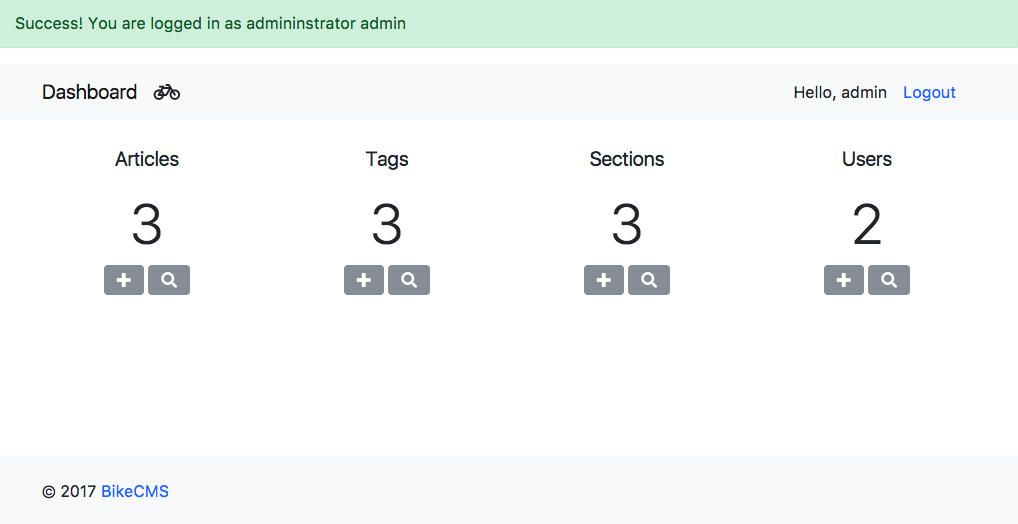 Success! You are logged in as admininstrator admin
Dashboard Hello, admin Logout
Articles Tags Sections Users
3 3 3 2
© 2017 BikeCMS